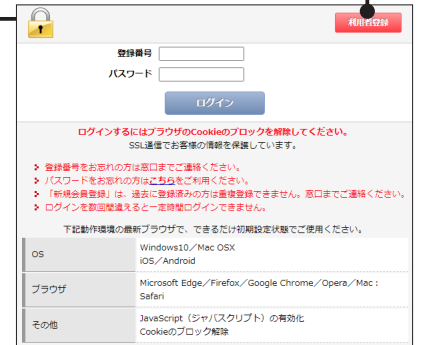 利用者登録
登録番号
パスワード
ログイン
ログインするにはブラウザのCookieのブロックを解除してください。
SSL通信でお客様の情報を保護しています。
登録番号をお忘れの方は窓口までご連絡ください。
パスワードをお忘れの方はこちらをご利用ください。
「新規会員登録」は、過去に登録済みの方は重複登録できません。窓口までご連絡ください。
ログインを数回間違えると一定時間ログインできません。
下記動作環境の最新ブラウザで、できるだけ初期設定状態でご使用ください。
OS
Windows10／Mac OSX
iOS／Android
ブラウザ
Microsoft Edge／Firefox／Google Chrome／Opera／Mac：
Safari
その他
JavaScript（ジャバスクリプト）の有効化
Cookieのブロック解除